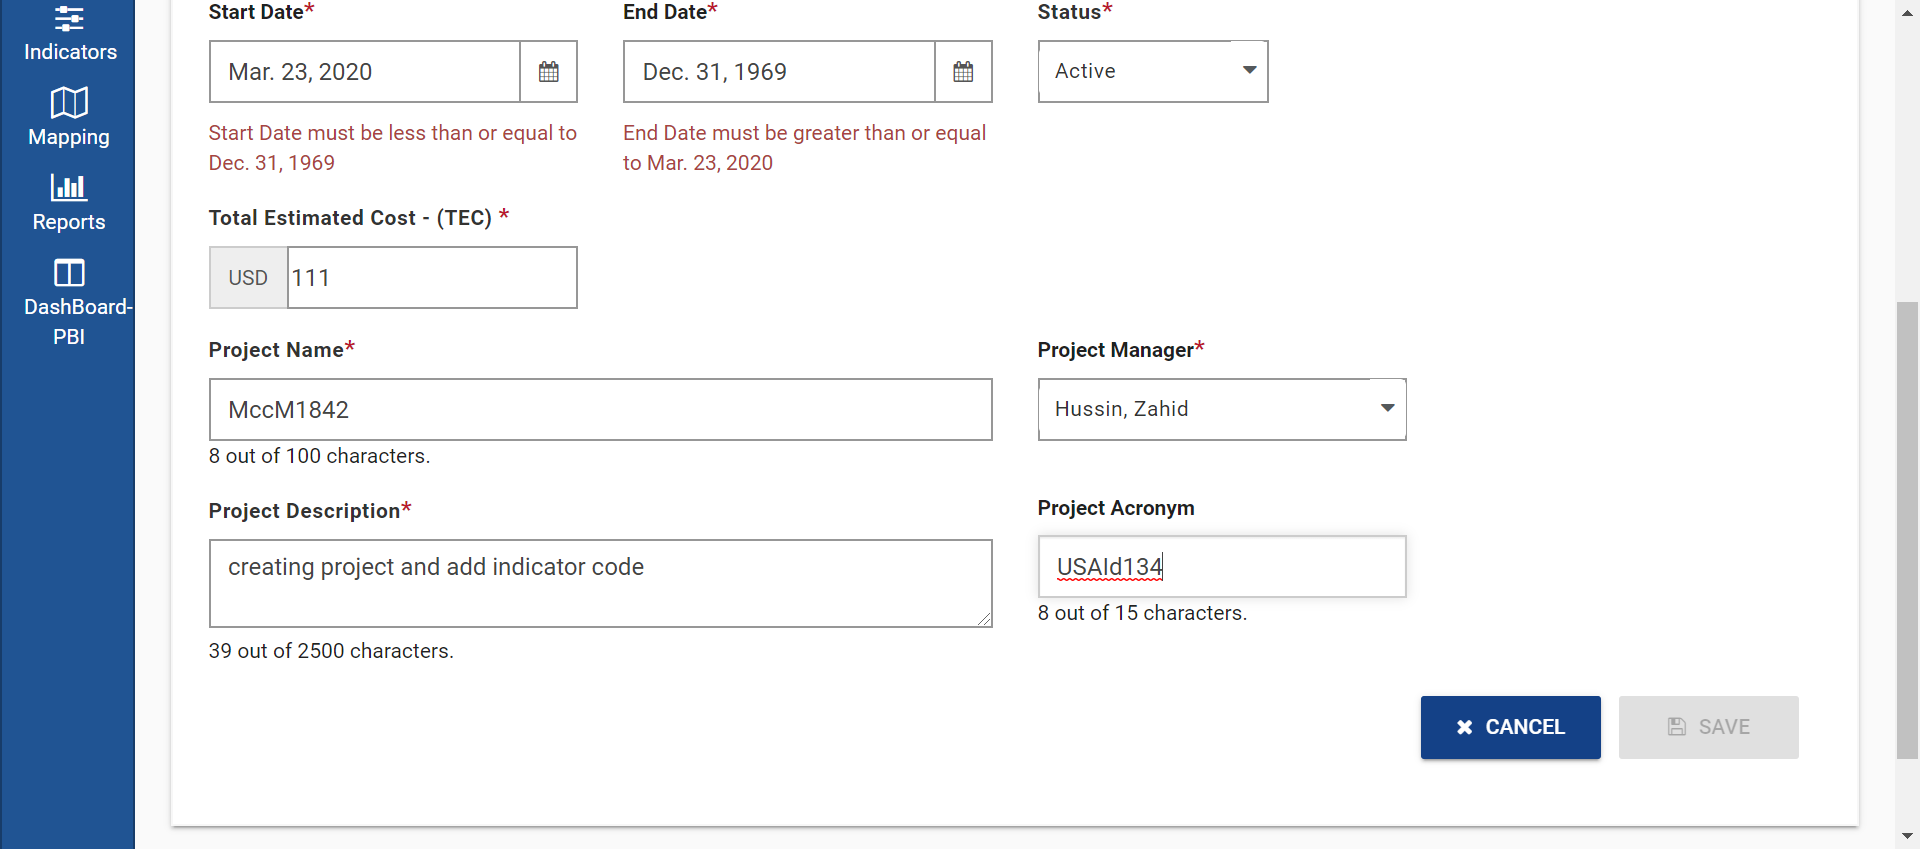 Indicators
Mapping
Reports
DashBoard-
PBI
Start Date*
End Date*
Status*
Mar. 23, 2020
Dec. 31, 1969
Active
Start Date must be less than or equal to
Dec. 31, 1969
End Date must be greater than or equal
to Mar. 23, 2020
Total Estimated Cost - (TEC) *
USD
111
Project Name*
Project Manager*
MccM1842
Hussin, Zahid
8 out of 100 characters.
Project Description*
Project Acronym
creating project and add indicator code
USAId134
8 out of 15 characters.
39 out of 2500 characters.
CANCEL
SAVE